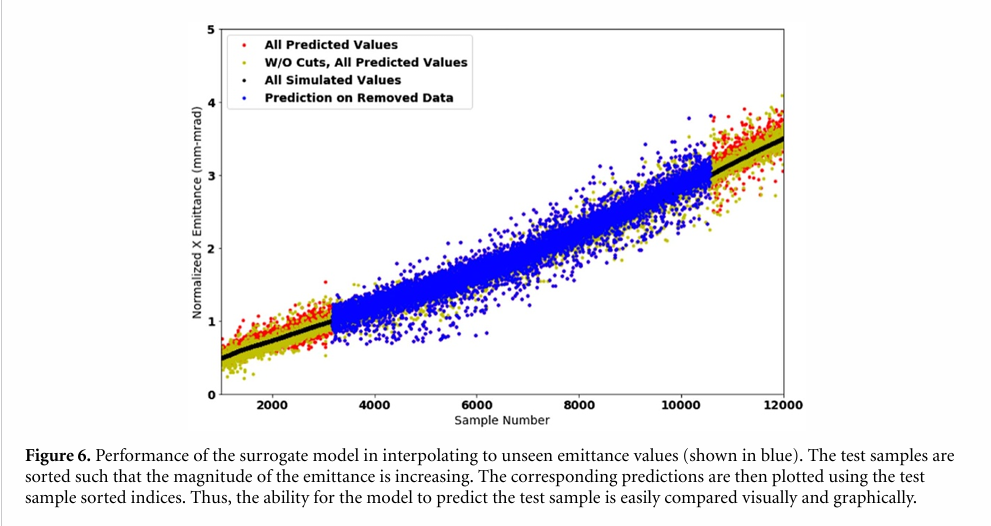 5
4
3
2
1
0
Normalized X Emittance (mm-mrad)
All Predicted Values
W/O Cuts, All Predicted Values
All Simulated Values
Prediction on Removed Data
2000 4000 6000 8000 10000 12000
Sample Number
Figure 6. Performance of the surrogate model in interpolating to unseen emittance values (shown in blue). The test samples are
sorted such that the magnitude of the emittance is increasing. The corresponding predictions are then plotted using the test
sample sorted indices. Thus, the ability for the model to predict the test sample is easily compared visually and graphically.